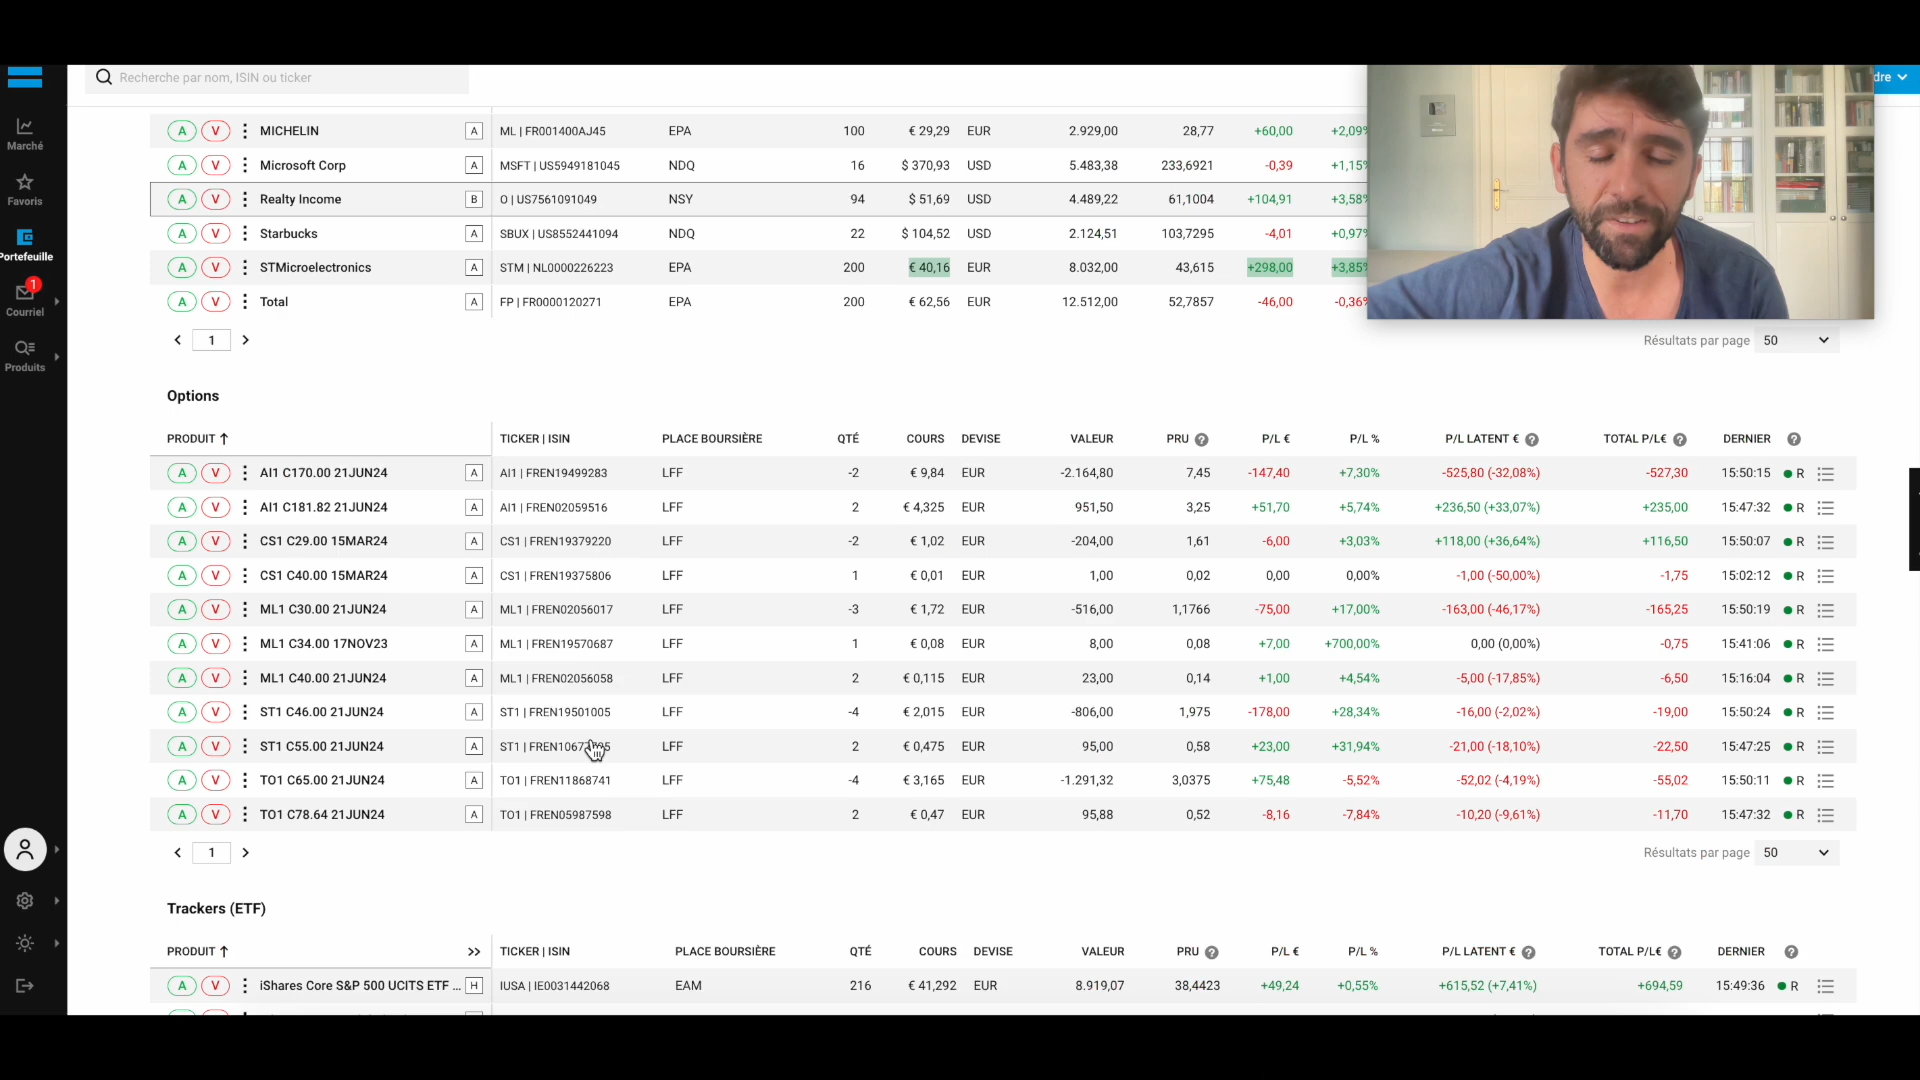 Recherche par nom, ISIN ou ticker
dre
Marché
Favoris
Portefeuille
1
Courriel
Produits
A V MICHELIN A ML | FR001400AJ45 EPA 100 € 29,29 EUR 2.929,00 28,77 +60,00 +2,09%
A V Microsoft Corp A MSFT | US5949181045 NDQ 16 $ 370,93 USD 5.483,38 233,6921 -0,39 +1,15%
A V Realty Income B O | US7561091049 NSY 94 $ 51,69 USD 4.489,22 61,1004 +104,91 +3,58%
A V Starbucks A SBUX | US8552441094 NDQ 22 $ 104,52 USD 2.124,51 103,7295 -4,01 +0,97%
A V STMicroelectronics A STM | NL0000226223 EPA 200 € 40,16 EUR 8.032,00 43,615 +298,00 +3,85%
A V Total A FP | FR0000120271 EPA 200 € 62,56 EUR 12.512,00 52,7857 -46,00 -0,36%
1 Résultats par page 50
Options
PRODUIT TICKER | ISIN PLACE BOURSIÈRE QTÉ COURS DEVISE VALEUR PRU P/L € P/L % P/L LATENT € TOTAL P/L€ DERNIER
A V AI1 C170.00 21JUN24 A AI1 | FREN19499283 LFF -2 € 9,84 EUR -2.164,80 7,45 -147,40 +7,30% -525,80 (-32,08%) -527,30 15:50:15 R
A V AI1 C181.82 21JUN24 A AI1 | FREN02059516 LFF 2 € 4,325 EUR 951,50 3,25 +51,70 +5,74% +236,50 (+33,07%) +235,00 15:47:32 R
A V CS1 C29.00 15MAR24 A CS1 | FREN19379220 LFF -2 € 1,02 EUR -204,00 1,61 -6,00 +3,03% +118,00 (+36,64%) +116,50 15:50:07 R
A V CS1 C40.00 15MAR24 A CS1 | FREN19375806 LFF 1 € 0,01 EUR 1,00 0,02 0,00 0,00% -1,00 (-50,00%) -1,75 15:02:12 R
A V ML1 C30.00 21JUN24 A ML1 | FREN02056017 LFF -3 € 1,72 EUR -516,00 1,1766 -75,00 +17,00% -163,00 (-46,17%) -165,25 15:50:19 R
A V ML1 C34.00 17NOV23 A ML1 | FREN19570687 LFF 1 € 0,08 EUR 8,00 0,08 +7,00 +700,00% 0,00 (0,00%) -0,75 15:41:06 R
A V ML1 C40.00 21JUN24 A ML1 | FREN02056058 LFF 2 € 0,115 EUR 23,00 0,14 +1,00 +4,54% -5,00 (-17,85%) -6,50 15:16:04 R
A V ST1 C46.00 21JUN24 A ST1 | FREN19501005 LFF -4 € 2,015 EUR -806,00 1,975 -178,00 +28,34% -16,00 (-2,02%) -19,00 15:50:24 R
A V ST1 C55.00 21JUN24 A ST1 | LFF 2 € 0,475 EUR 95,00 0,58 +23,00 +31,94% -21,00 (-18,10%) -22,50 15:47:25 R
A V TO1 C65.00 21JUN24 A TO1 | FREN11868741 LFF -4 € 3,165 EUR -1.291,32 3,0375 +75,48 -5,52% -52,02 (-4,19%) -55,02 15:50:11 R
A V TO1 C78.64 21JUN24 A TO1 | FREN05987598 LFF 2 € 0,47 EUR 95,88 0,52 -8,16 -7,84% -10,20 (-9,61%) -11,70 15:47:32 R
1 Résultats par page 50
Trackers (ETF)
PRODUIT TICKER | ISIN PLACE BOURSIÈRE QTÉ COURS DEVISE VALEUR PRU P/L € P/L % P/L LATENT € TOTAL P/L€ DERNIER
A V iShares Core S&P 500 UCITS ETF ... H IUSA | IE0031442068 EAM 216 € 41,292 EUR 8.919,07 38,4423 +49,24 +0,55% +615,52 (+7,41%) +694,59 15:49:36 R